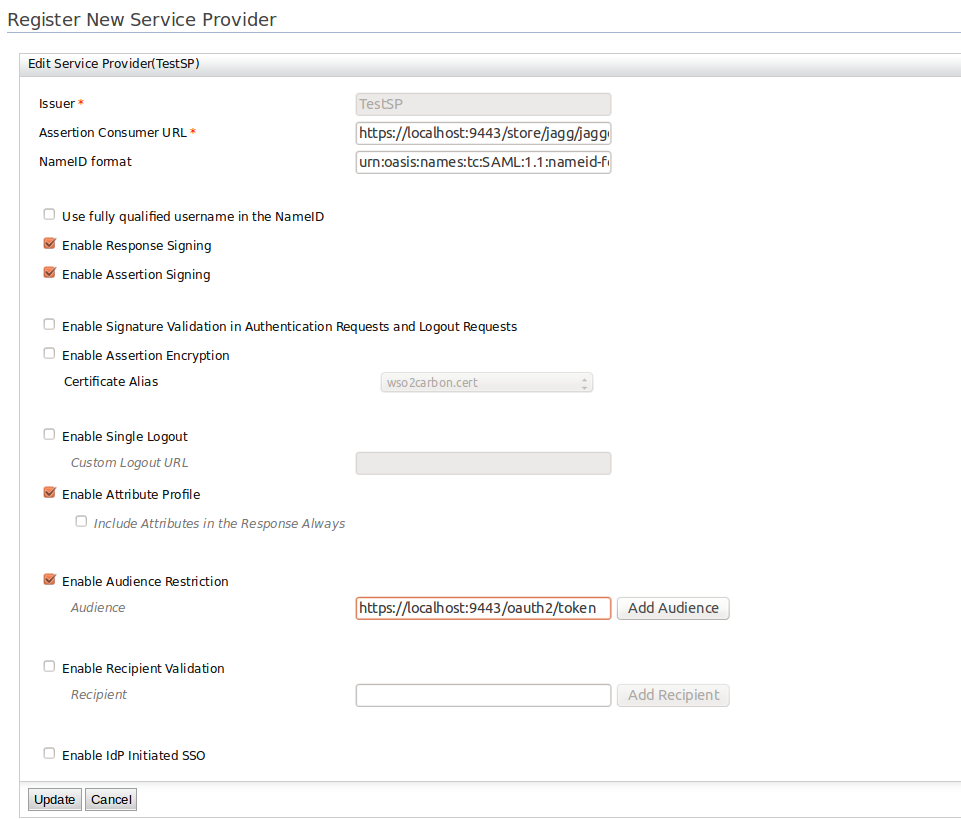 Register New Service Provider
Edit Service Provider(TestSP)
Issuer *
TestSP
Assertion Consumer URL *
https://localhost:9443/store/jagg/jagg
NameID format
urn:oasis:names:tc:SAML:1.1:nameid-f
Use fully qualified username in the NameID
Enable Response Signing
Enable Assertion Signing
Enable Signature Validation in Authentication Requests and Logout Requests
Enable Assertion Encryption
Certificate Alias
wso2carbon.cert
Enable Single Logout
Custom Logout URL
Enable Attribute Profile
Include Attributes in the Response Always
Enable Audience Restriction
Audience
https://localhost:9443/oauth2/token
Add Audience
Enable Recipient Validation
Recipient
Add Recipient
Enable IdP Initiated SSO
Update Cancel